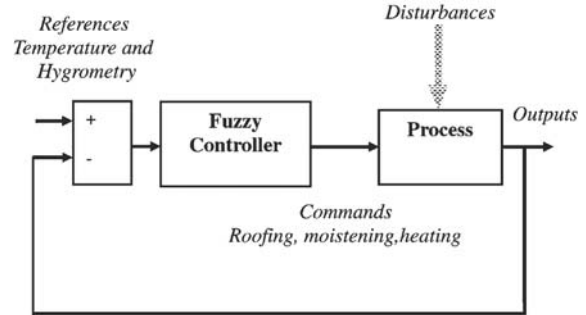 References
Temperature and
Hygrometry
Disturbances
+
-
Fuzzy
Controller
Process
Outputs
Commands
Roofing, moistening,heating